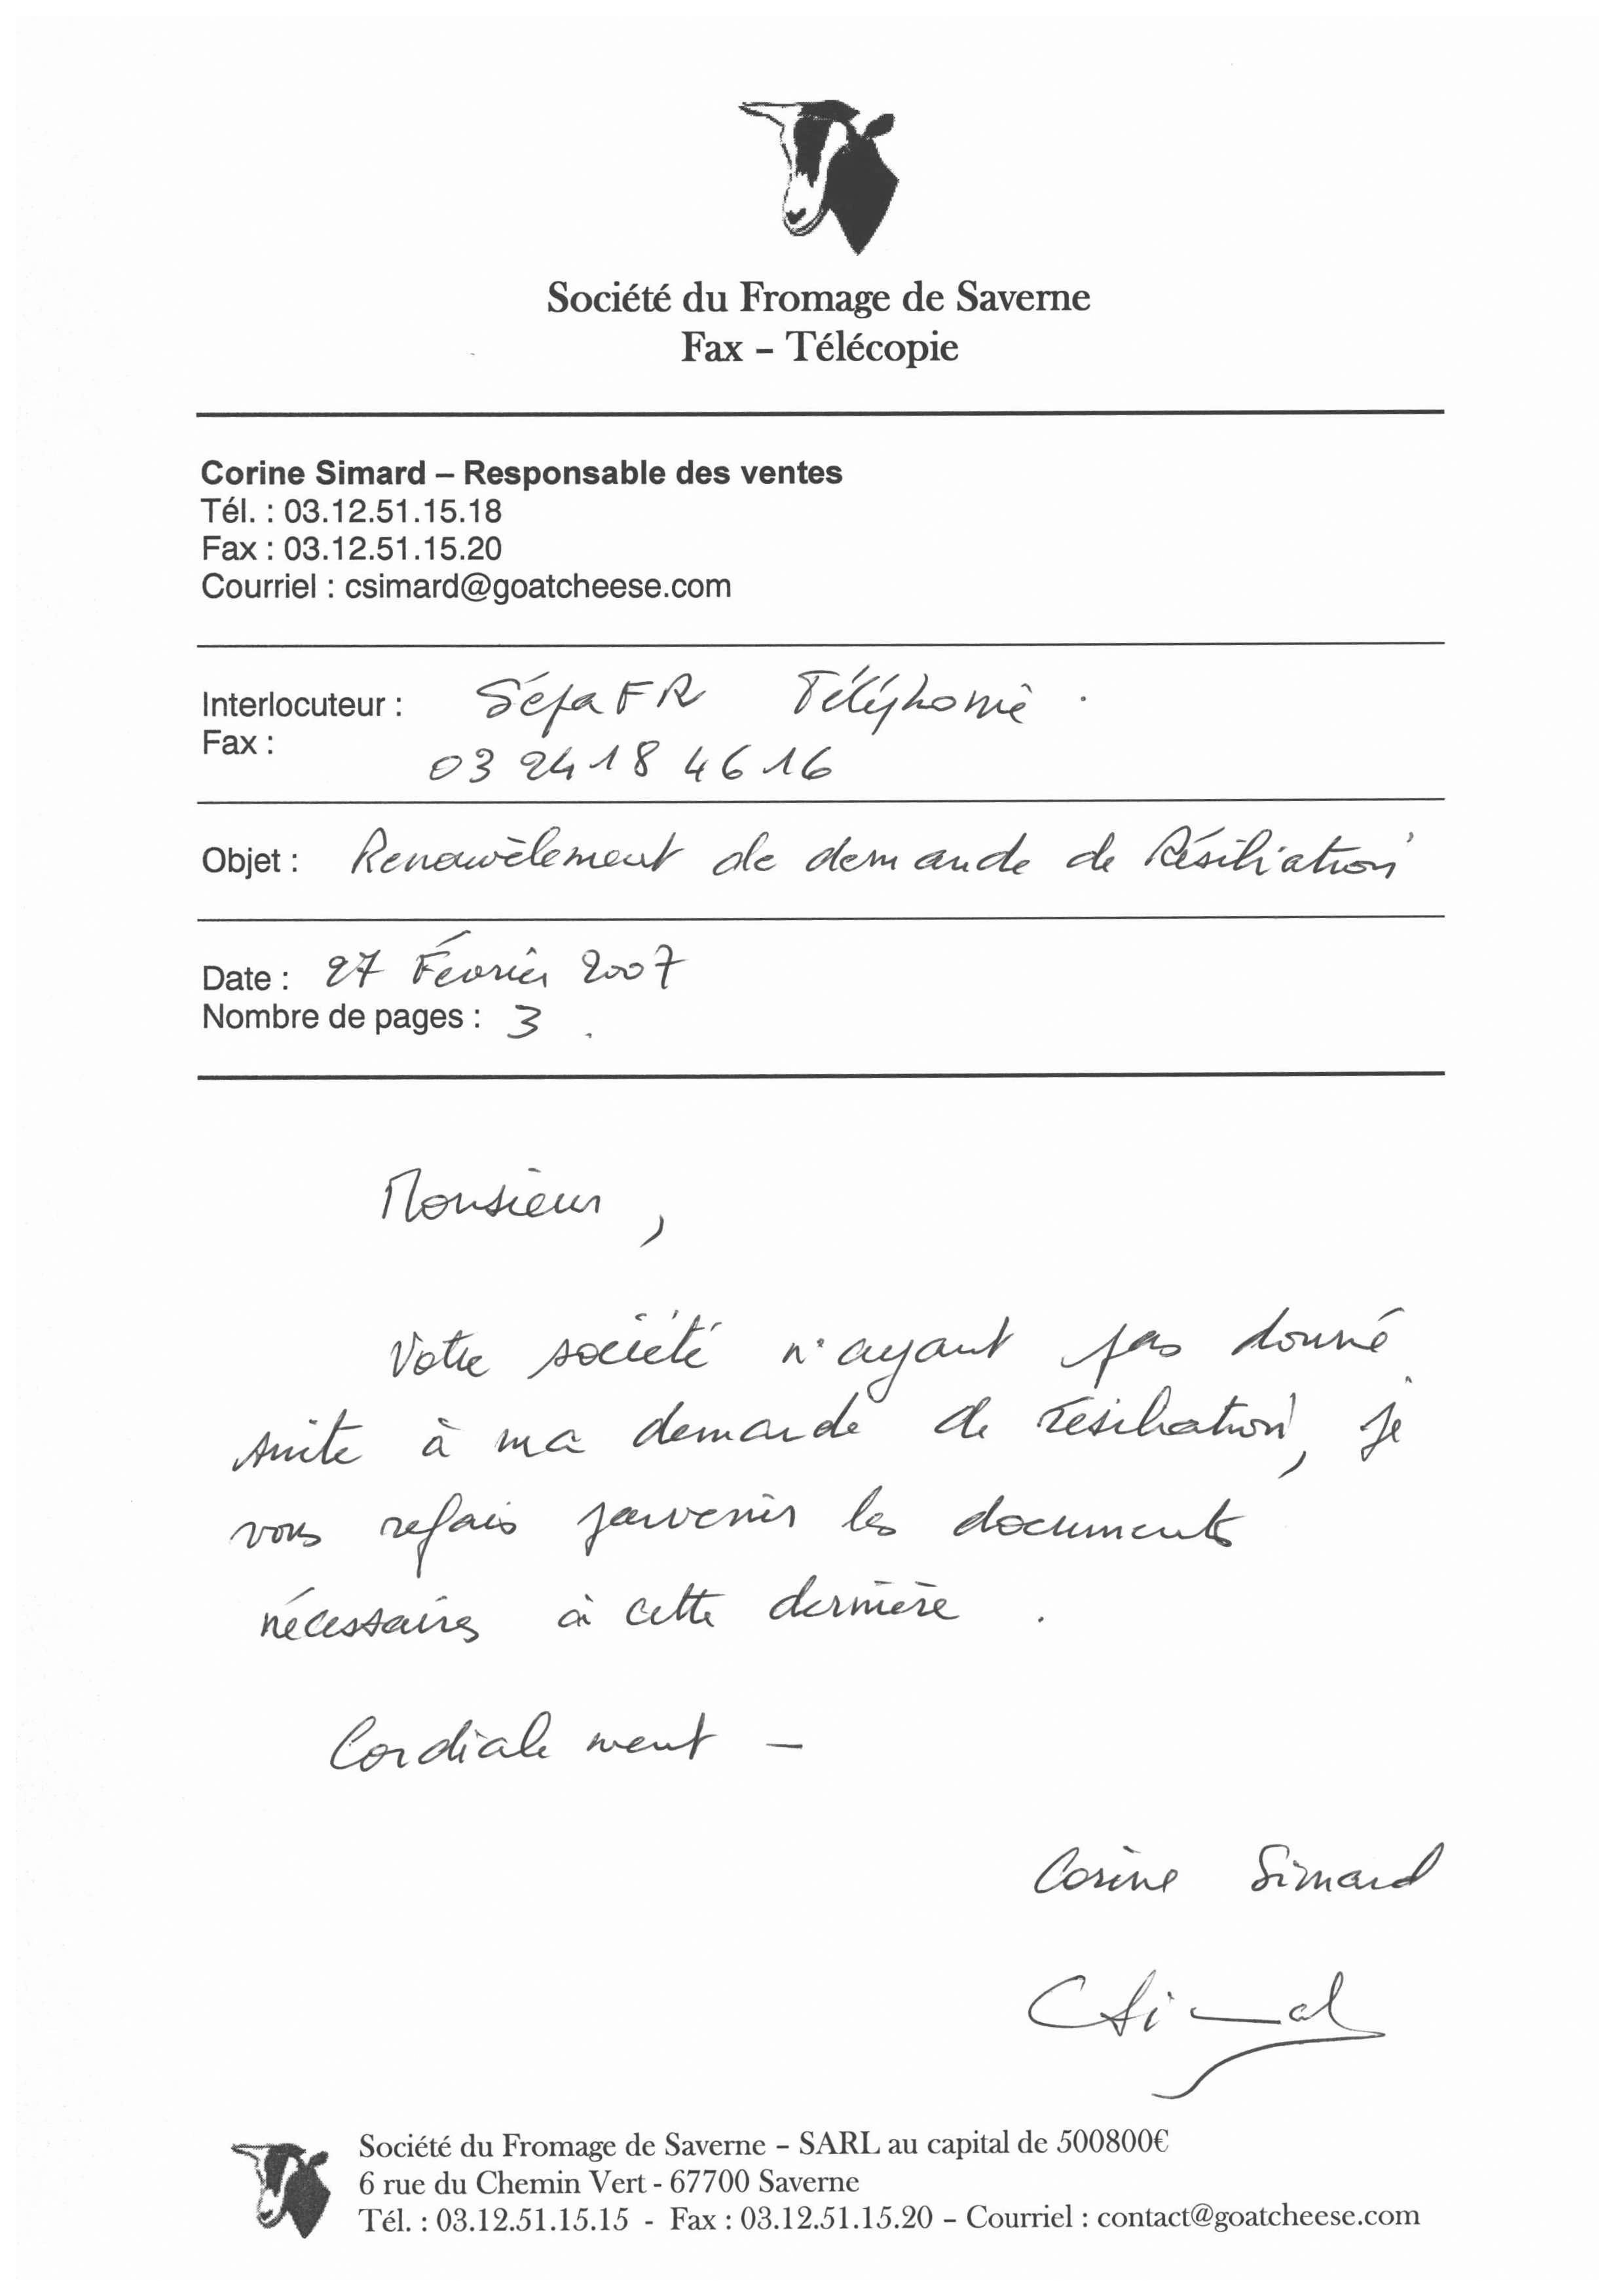 Société du Fromage de Saverne
Fax – Télécopie
Corine Simard – Responsable des ventes
Tél. : 03.12.51.15.18
Fax : 03.12.51.15.20
Courriel : csimard@goatcheese.com
Interlocuteur : SéfaFR Téléphonie.
Fax : 03 24 18 46 16
Objet : Renouvèlement de demande de Résiliation
Date : 27 Février 2007
Nombre de pages : 3.
Monsieur,
Votre société n'ayant pas donné
suite à ma demande de résiliation, je
vous refais parvenir les documents
nécessaires à cette dernière.
Cordialement –
Corine Simard
CSimard
Société du Fromage de Saverne – SARL au capital de 500800€
6 rue du Chemin Vert - 67700 Saverne
Tél. : 03.12.51.15.15 - Fax : 03.12.51.15.20 – Courriel : contact@goatcheese.com